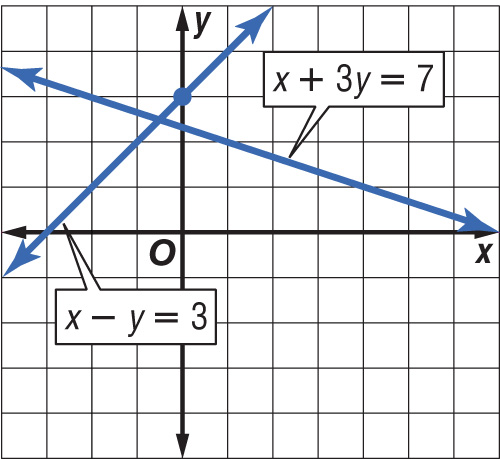 y
x + 3y = 7
O
x
x − y = 3